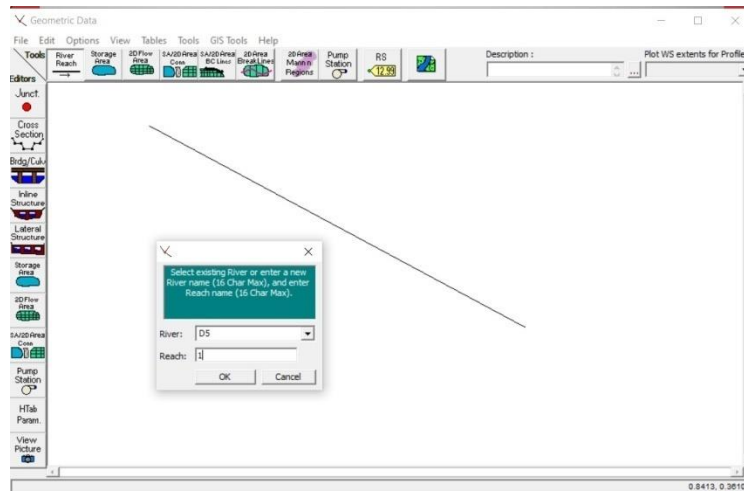 Geometric Data
File Edit Options View Tables Tools GIS Tools Help
Tools
River
Reach
Storage
Area
2D Flow
Area
SA/2D Area
Conn
SA/2D Area
BC Lines
2D Area
BreakLines
2D Area
Mann n
Regions
Pump
Station
RS
12.99
Description :
...
Plot WS extents for Profile
Editors
Junct.
Cross
Section
Brdg/Culv
Inline
Structure
Lateral
Structure
Storage
Area
2D Flow
Area
SA/2D Area
Conn
Pump
Station
HTab
Param.
View
Picture
Select existing River or enter a new
River name (16 Char Max), and enter
Reach name (16 Char Max).
River: D5
Reach: 1
OK Cancel
0.8413, 0.3610